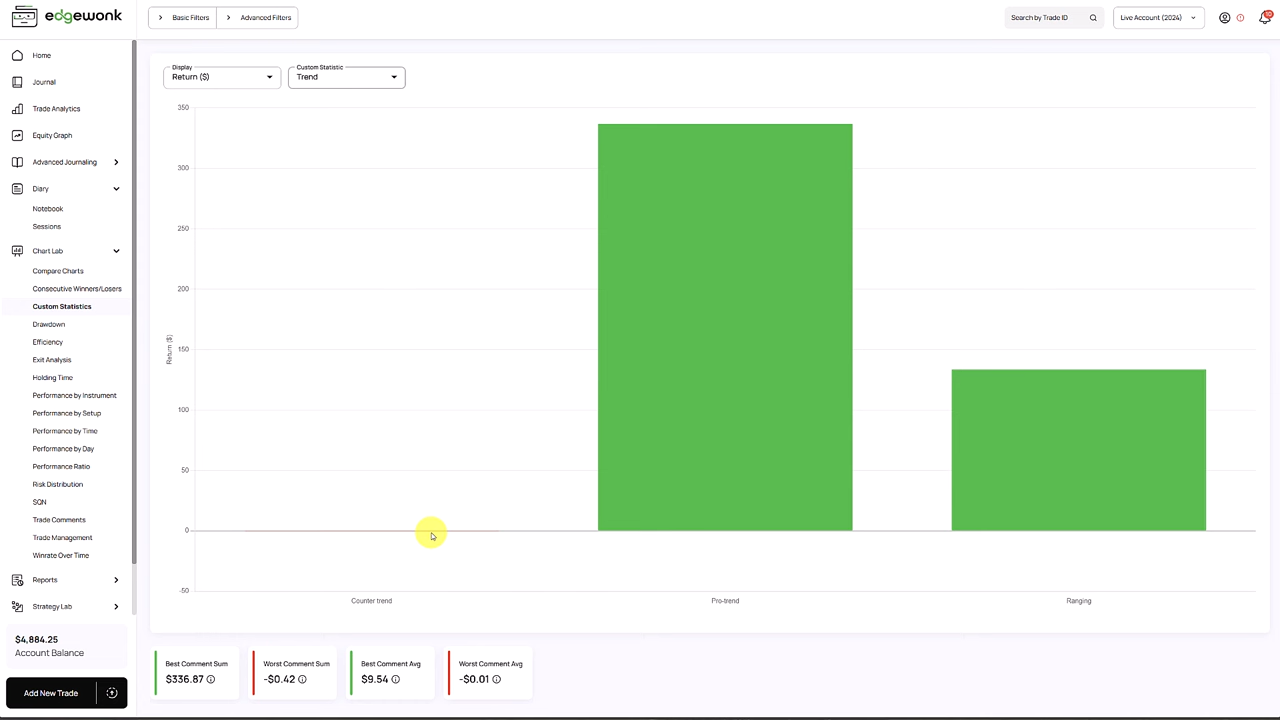 edgewonk
Basic Filters
Advanced Filters
Search by Trade ID
Live Account (2024)
Home
Journal
Trade Analytics
Equity Graph
Advanced Journaling
Diary
Notebook
Sessions
Chart Lab
Compare Charts
Consecutive Winners/Losers
Custom Statistics
Drawdown
Efficiency
Exit Analysis
Holding Time
Performance by Instrument
Performance by Setup
Performance by Time
Performance by Day
Performance Ratio
Risk Distribution
SQN
Trade Comments
Trade Management
Winrate Over Time
Reports
Strategy Lab
$4,884.25
Account Balance
Add New Trade
Display
Return ($)
Custom Statistic
Trend
350
300
250
200
150
100
50
0
-50
Return ($)
Counter trend
Pro-trend
Ranging
Best Comment Sum
$336.87
Worst Comment Sum
-$0.42
Best Comment Avg
$9.54
Worst Comment Avg
-$0.01